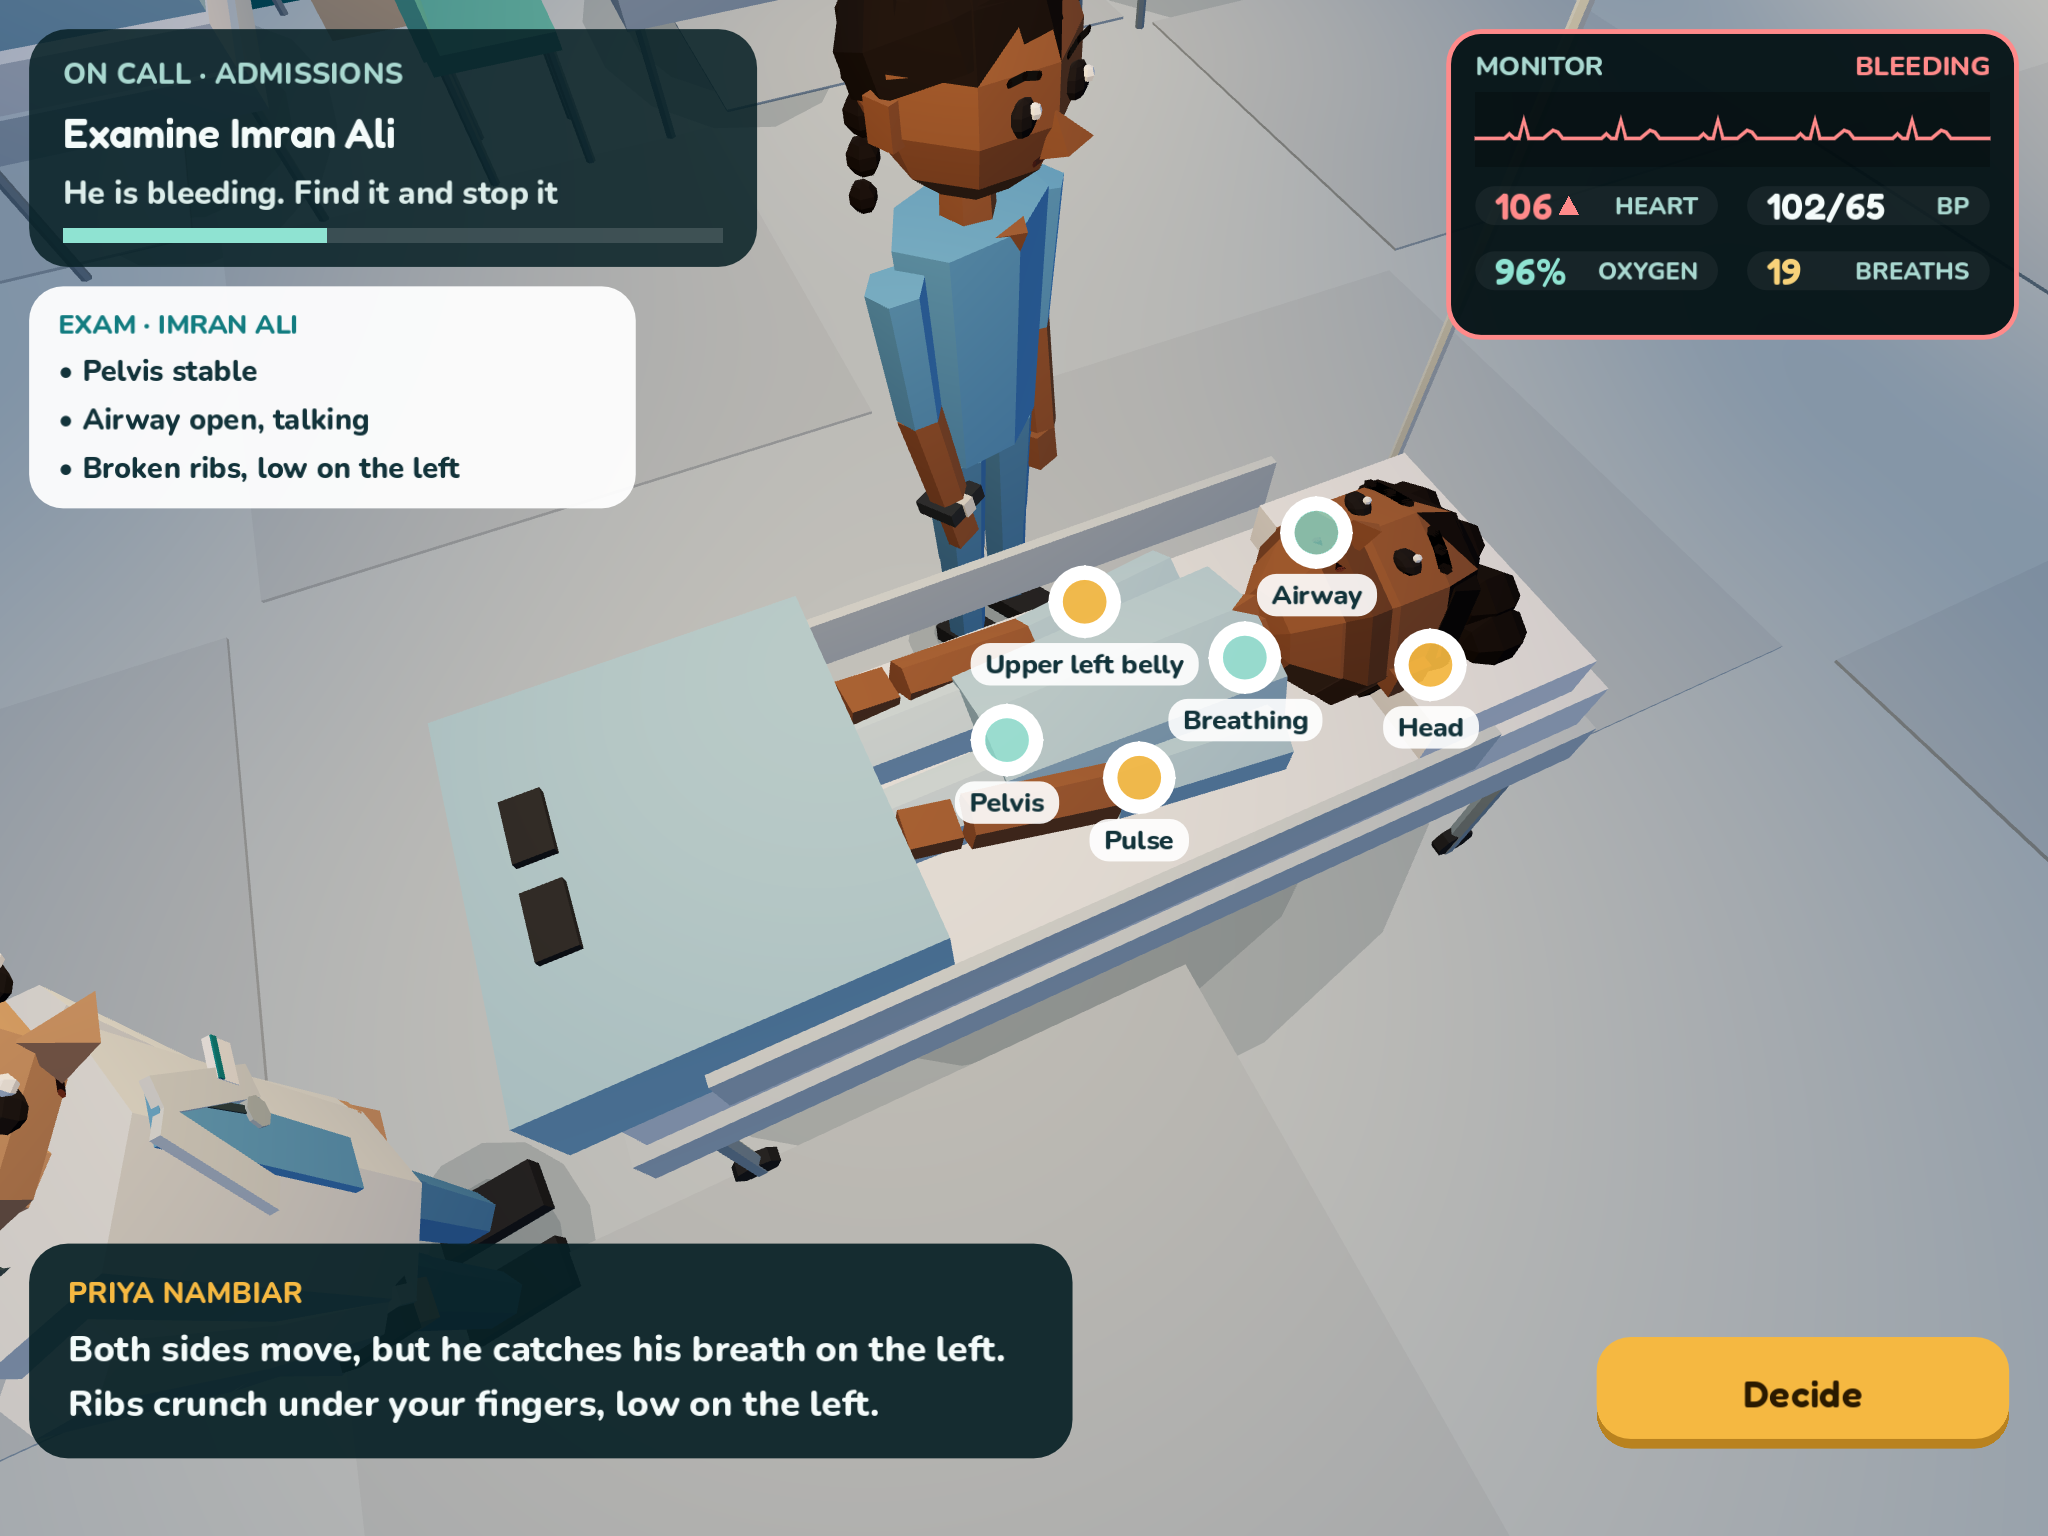 ON CALL · ADMISSIONS
Examine Imran Ali
He is bleeding. Find it and stop it
EXAM · IMRAN ALI
• Pelvis stable
• Airway open, talking
• Broken ribs, low on the left
MONITOR BLEEDING
106 HEART 102/65 BP
96% OXYGEN 19 BREATHS
Airway
Upper left belly
Breathing
Head
Pelvis
Pulse
PRIYA NAMBIAR
Both sides move, but he catches his breath on the left.
Ribs crunch under your fingers, low on the left.
Decide